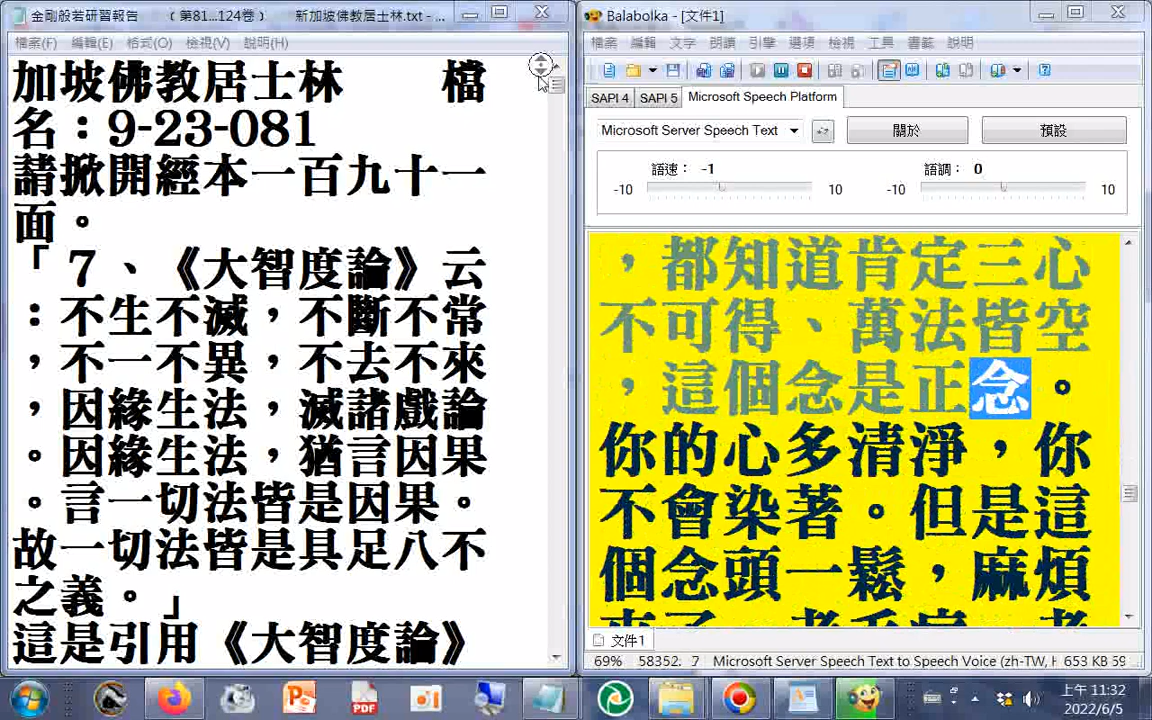 金剛般若研習報告　（第81...124卷）　新加坡佛教居士林.txt - ...
檔案(F) 編輯(E) 格式(O) 檢視(V) 說明(H)
加坡佛教居士林　　檔
名：9-23-081
請掀開經本一百九十一
面。
「7、《大智度論》云
：不生不滅，不斷不常
，不一不異，不去不來
，因緣生法，滅諸戲論
。因緣生法，猶言因果
。言一切法皆是因果。
故一切法皆是具足八不
之義。」
這是引用《大智度論》
Balabolka - [文件1]
檔案 編輯 文字 朗讀 引擎 選項 檢視 工具 書籤 說明
SAPI 4 SAPI 5 Microsoft Speech Platform
Microsoft Server Speech Text 關於 預設
語速： -1 語調： 0
-10 10 -10 10
，都知道肯定三心
不可得、萬法皆空
，這個念是正念。
你的心多清淨，你
不會染著。但是這
個念頭一鬆，麻煩
來了，老毛病、老
文件1
69% 58352: 7 Microsoft Server Speech Text to Speech Voice (zh-TW, H 653 KB 59
上午 11:32
2022/6/5